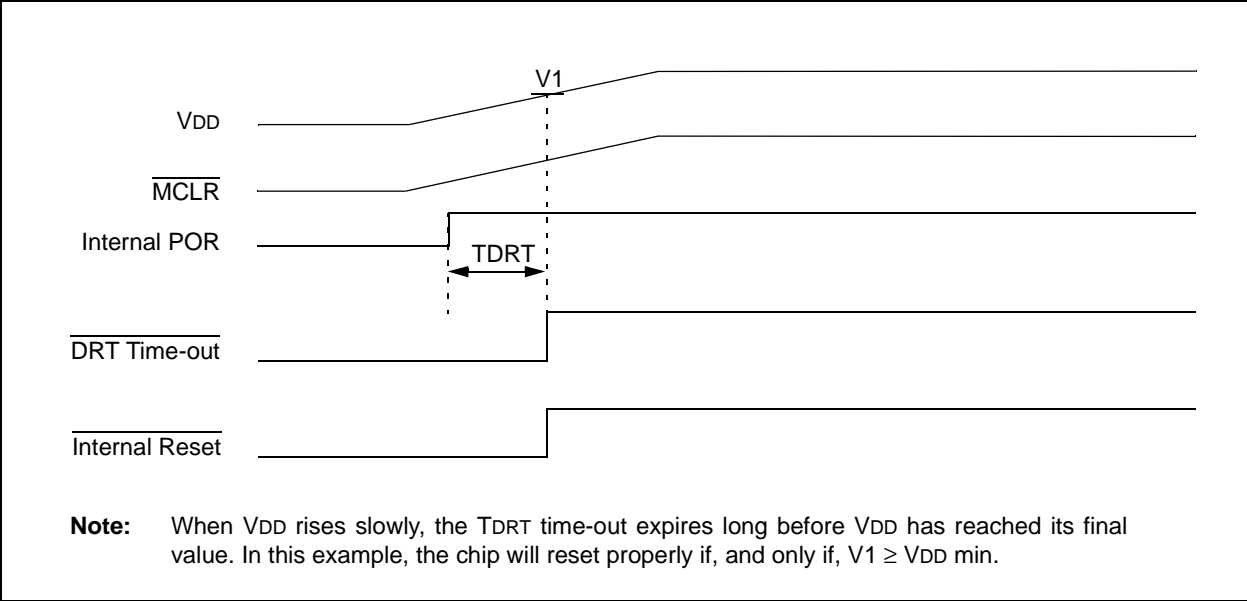 V1
VDD
MCLR
Internal POR
TDRT
DRT Time-out
Internal Reset
Note: When VDD rises slowly, the TDRT time-out expires long before VDD has reached its final
value. In this example, the chip will reset properly if, and only if, V1 ≥ VDD min.